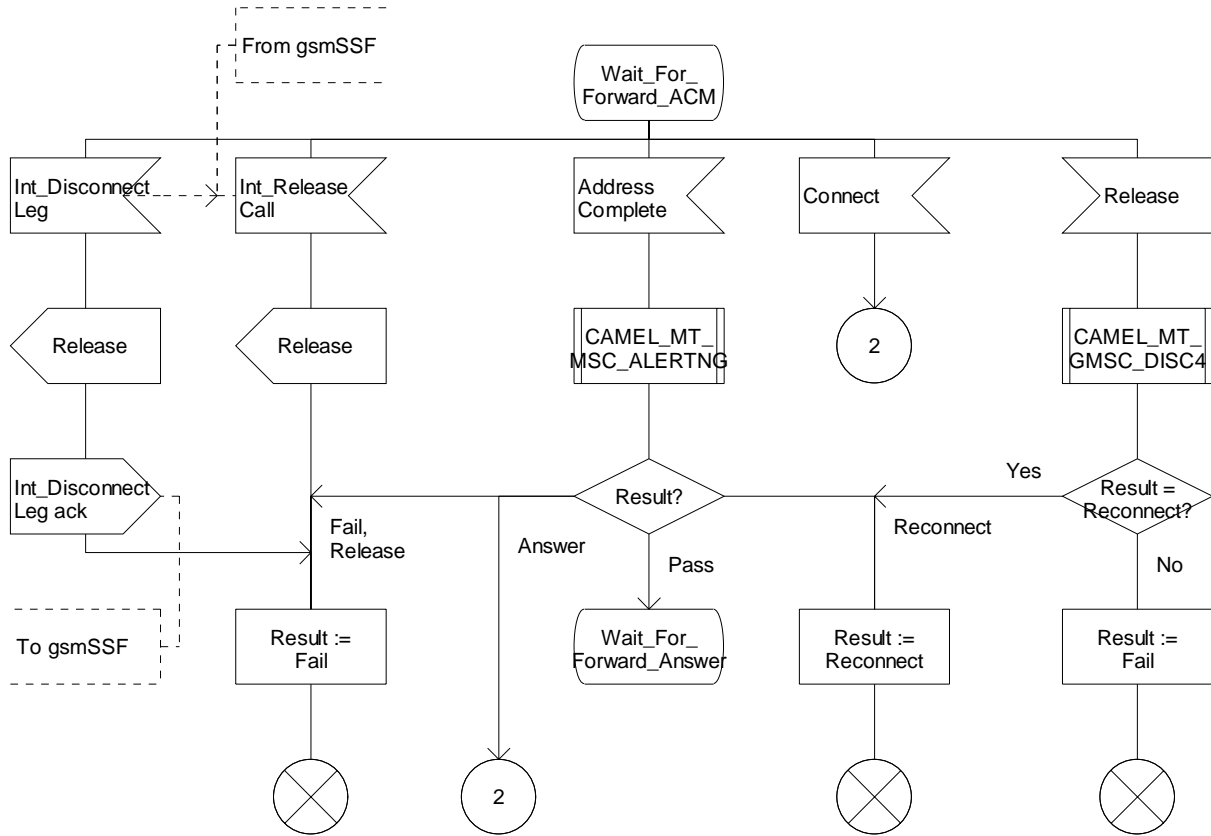 From gsmSSF
Wait_For_
Forward_ACM
Int_Disconnect
Leg
Int_Release
Call
Address
Complete
Connect
Release
Release
Release
CAMEL_MT_
MSC_ALERTNG
2
CAMEL_MT_
GMSC_DISC4
Int_Disconnect
Leg ack
Fail,
Release
Answer
Result?
Pass
Reconnect
Yes
Result =
Reconnect?
No
To gsmSSF
Result :=
Fail
Wait_For_
Forward_Answer
Result :=
Reconnect
Result :=
Fail
2